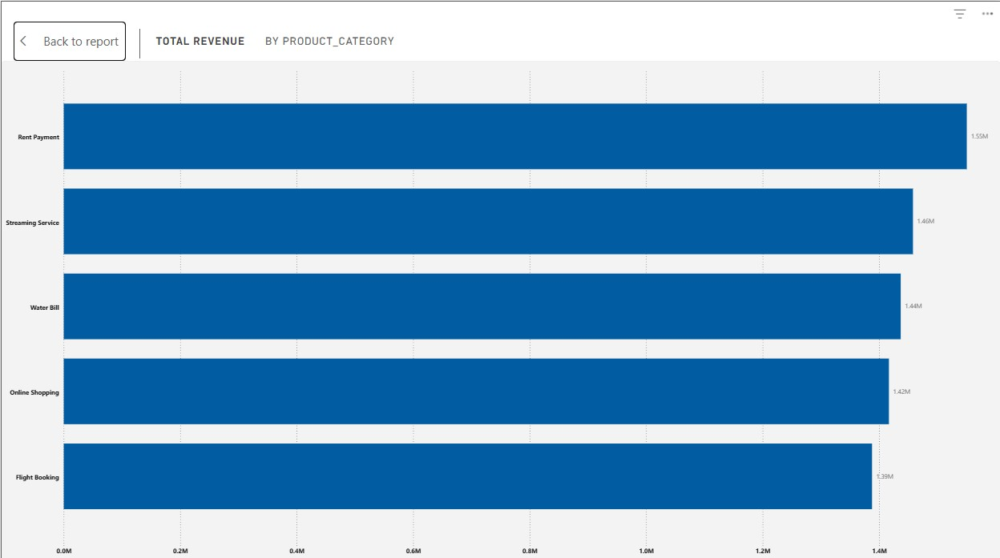 Back to report
TOTAL REVENUE BY PRODUCT_CATEGORY
Rent Payment 1.55M
Streaming Service 1.46M
Water Bill 1.44M
Online Shopping 1.42M
Flight Booking 1.39M
0.0M 0.2M 0.4M 0.6M 0.8M 1.0M 1.2M 1.4M